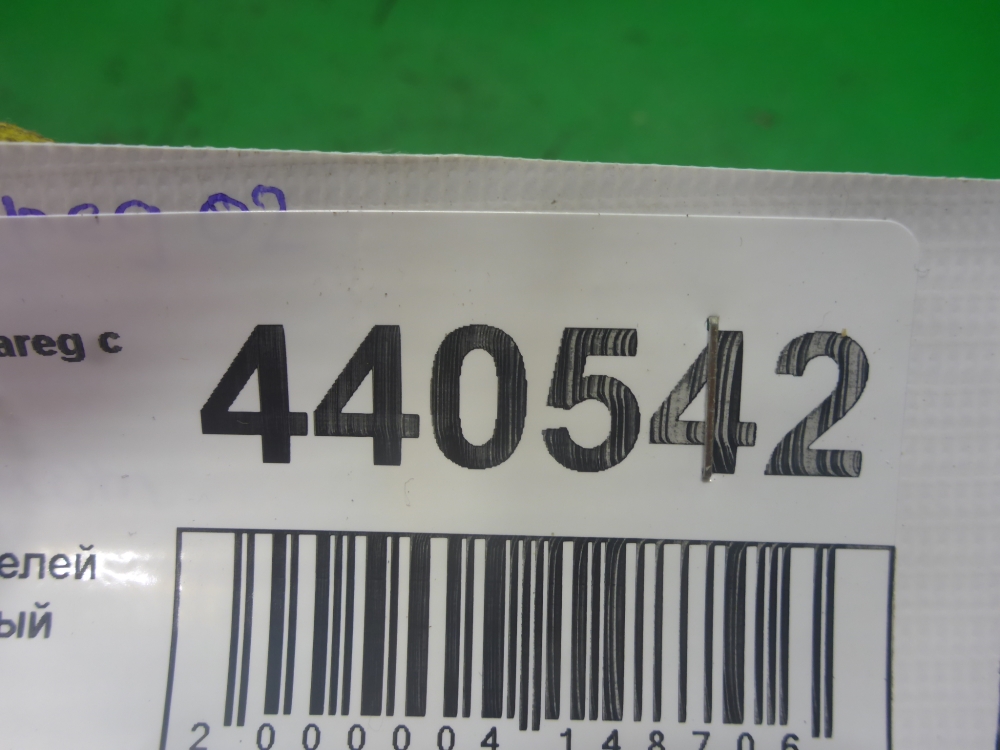 areg с
440542
елей
ый
2 000004 148706